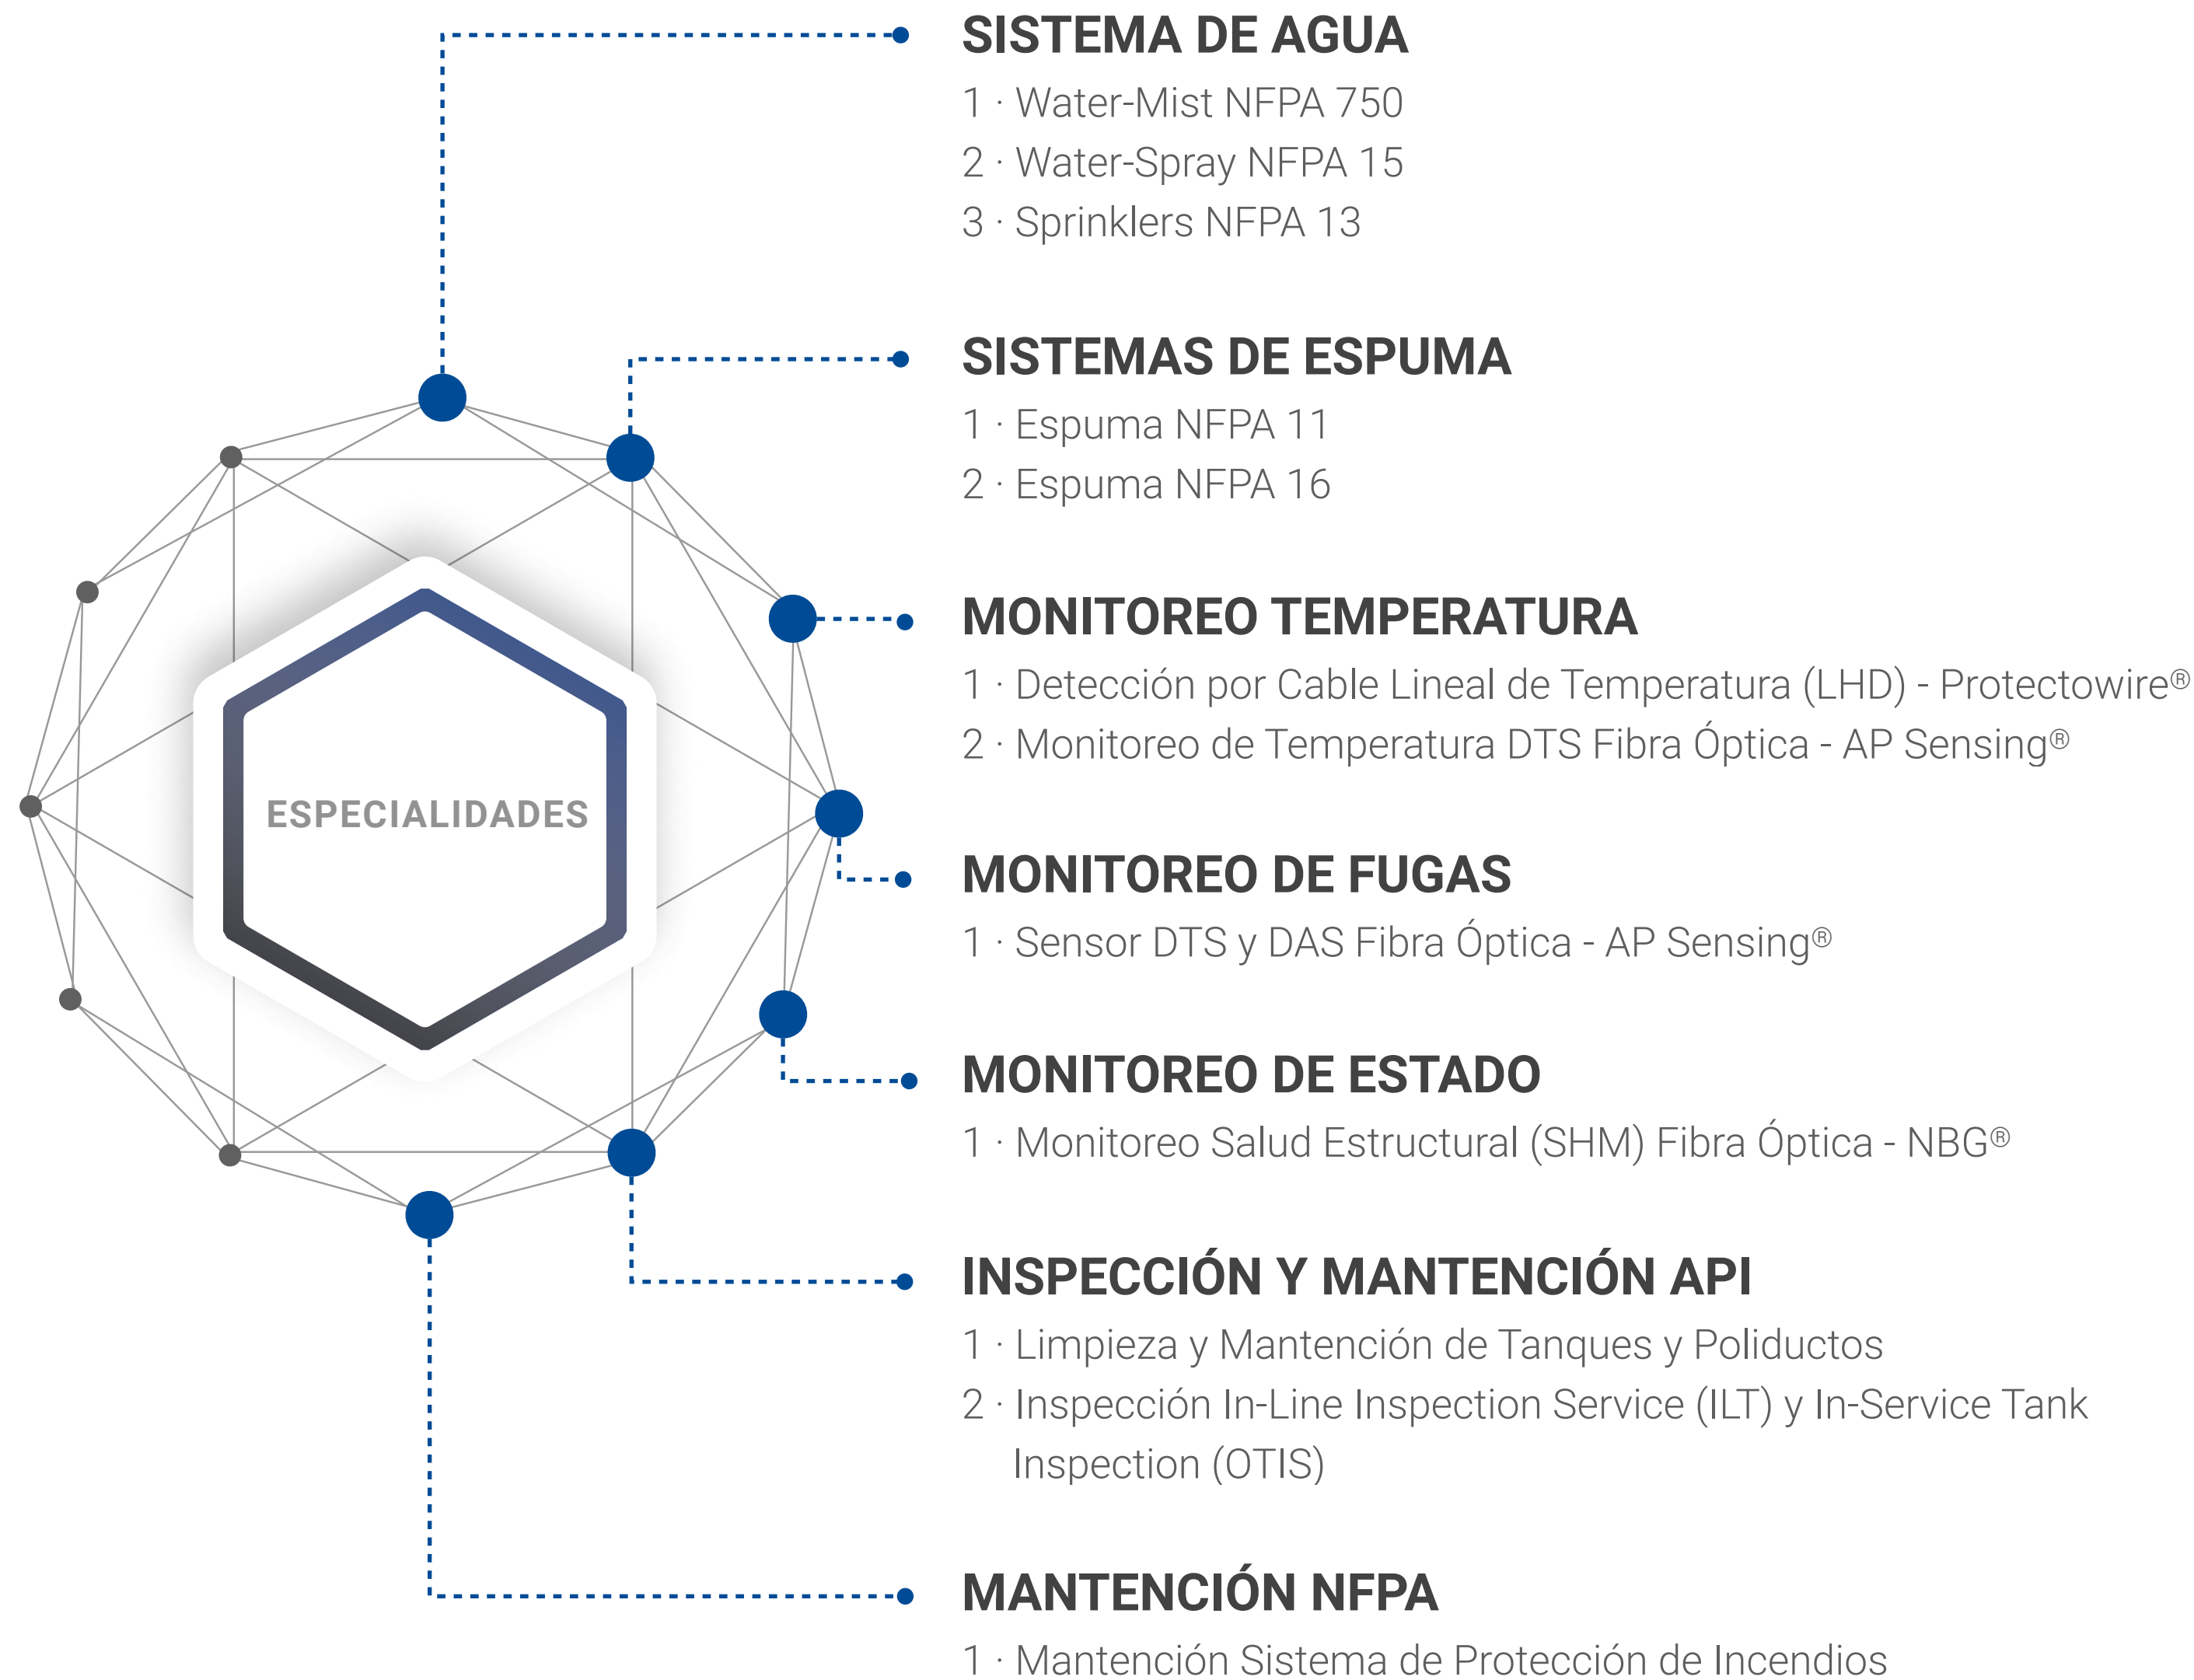 SISTEMA DE AGUA
1 · Water-Mist NFPA 750
2 · Water-Spray NFPA 15
3 · Sprinklers NFPA 13
SISTEMAS DE ESPUMA
1 · Espuma NFPA 11
2 · Espuma NFPA 16
MONITOREO TEMPERATURA
1 · Detección por Cable Lineal de Temperatura (LHD) - Protectowire®
2 · Monitoreo de Temperatura DTS Fibra Óptica - AP Sensing®
ESPECIALIDADES
MONITOREO DE FUGAS
1 · Sensor DTS y DAS Fibra Óptica - AP Sensing®
MONITOREO DE ESTADO
1 · Monitoreo Salud Estructural (SHM) Fibra Óptica - NBG®
INSPECCIÓN Y MANTENCIÓN API
1 · Limpieza y Mantención de Tanques y Poliductos
2 · Inspección In-Line Inspection Service (ILT) y In-Service Tank
Inspection (OTIS)
MANTENCIÓN NFPA
1 · Mantención Sistema de Protección de Incendios